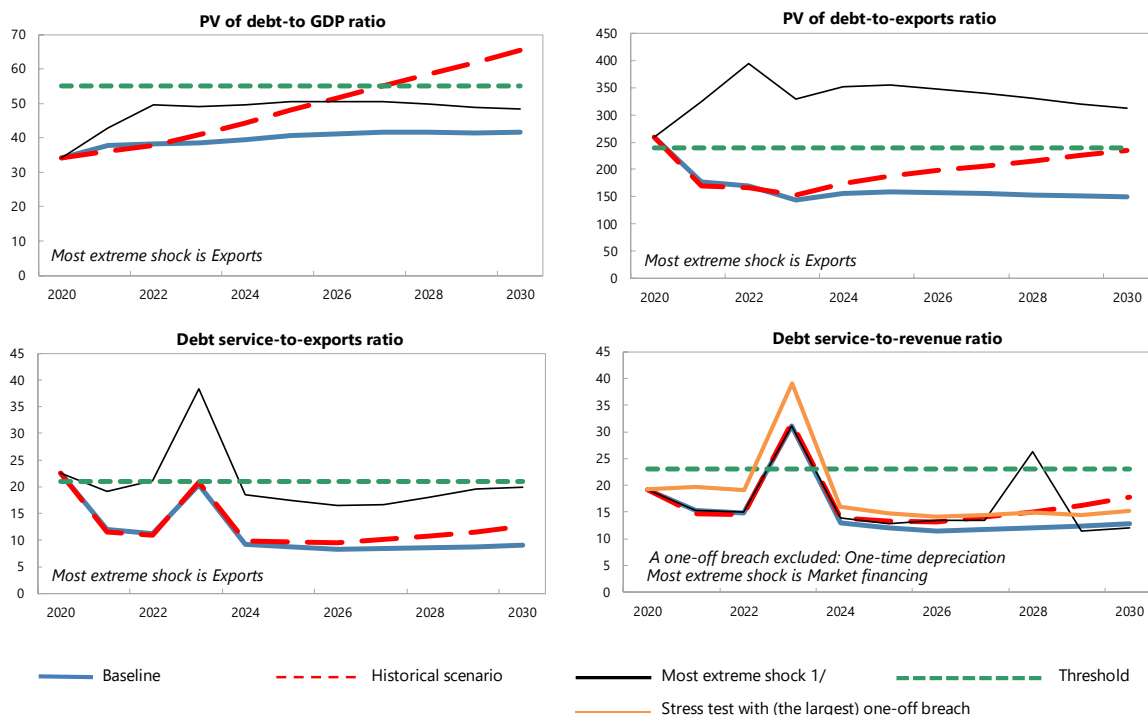 PV of debt-to GDP ratio
70
60
50
40
30
20
10
0
Most extreme shock is Exports
2020 2022 2024 2026 2028 2030
PV of debt-to-exports ratio
450
400
350
300
250
200
150
100
50
0
Most extreme shock is Exports
2020 2022 2024 2026 2028 2030
Debt service-to-exports ratio
45
40
35
30
25
20
15
10
5
0
Most extreme shock is Exports
2020 2022 2024 2026 2028 2030
Debt service-to-revenue ratio
45
40
35
30
25
20
15
10
5
0
A one-off breach excluded: One-time depreciation
Most extreme shock is Market financing
2020 2022 2024 2026 2028 2030
Baseline Historical scenario Most extreme shock 1/ Threshold
Stress test with (the largest) one-off breach